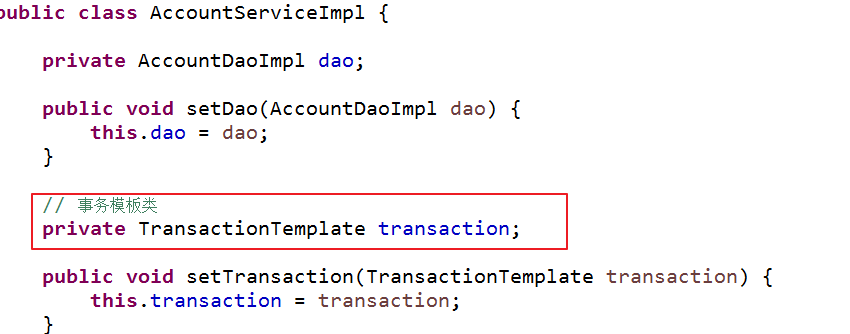 public class AccountServiceImpl {
private AccountDaoImpl dao;
public void setDao(AccountDaoImpl dao) {
this.dao = dao;
}
// 事务模板类
private TransactionTemplate transaction;
public void setTransaction(TransactionTemplate transaction) {
this.transaction = transaction;
}